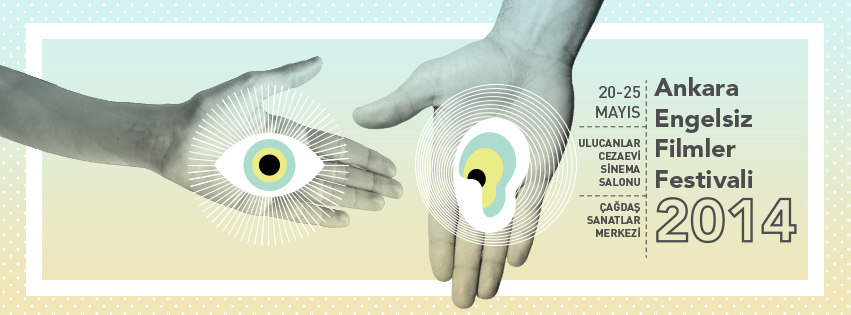 20-25
MAYIS
ULUCANLAR
CEZAEVİ
SİNEMA
SALONU
ÇAĞDAŞ
SANATLAR
MERKEZİ
Ankara
Engelsiz
Filmler
Festivali
2014